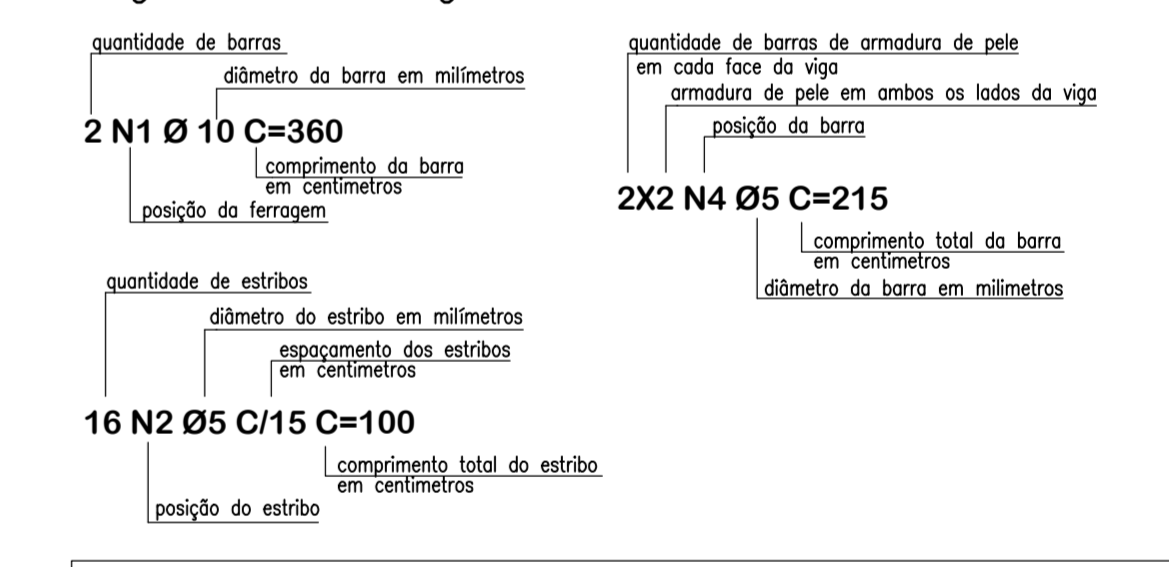 quantidade de barras
diâmetro da barra em milímetros
2 N1 Ø 10 C=360
comprimento da barra
em centimetros
posição da ferragem
quantidade de barras de armadura de pele
em cada face da viga
armadura de pele em ambos os lados da viga
posição da barra
2X2 N4 Ø5 C=215
comprimento total da barra
em centimetros
diâmetro da barra em milimetros
quantidade de estribos
diâmetro do estribo em milímetros
espaçamento dos estribos
em centimetros
16 N2 Ø5 C/15 C=100
comprimento total do estribo
em centimetros
posição do estribo